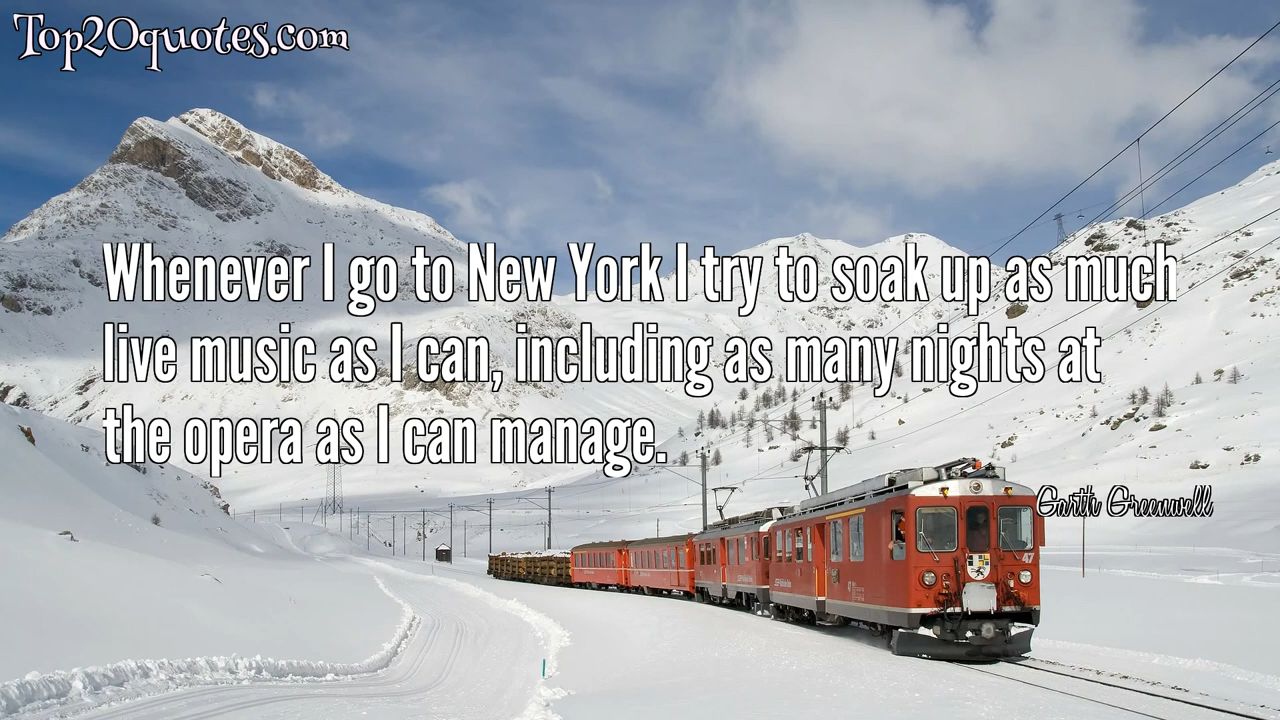 Top20quotes.com
Whenever I go to New York I try to soak up as much
live music as I can, including as many nights at
the opera as I can manage.
Garth Greenwell
47